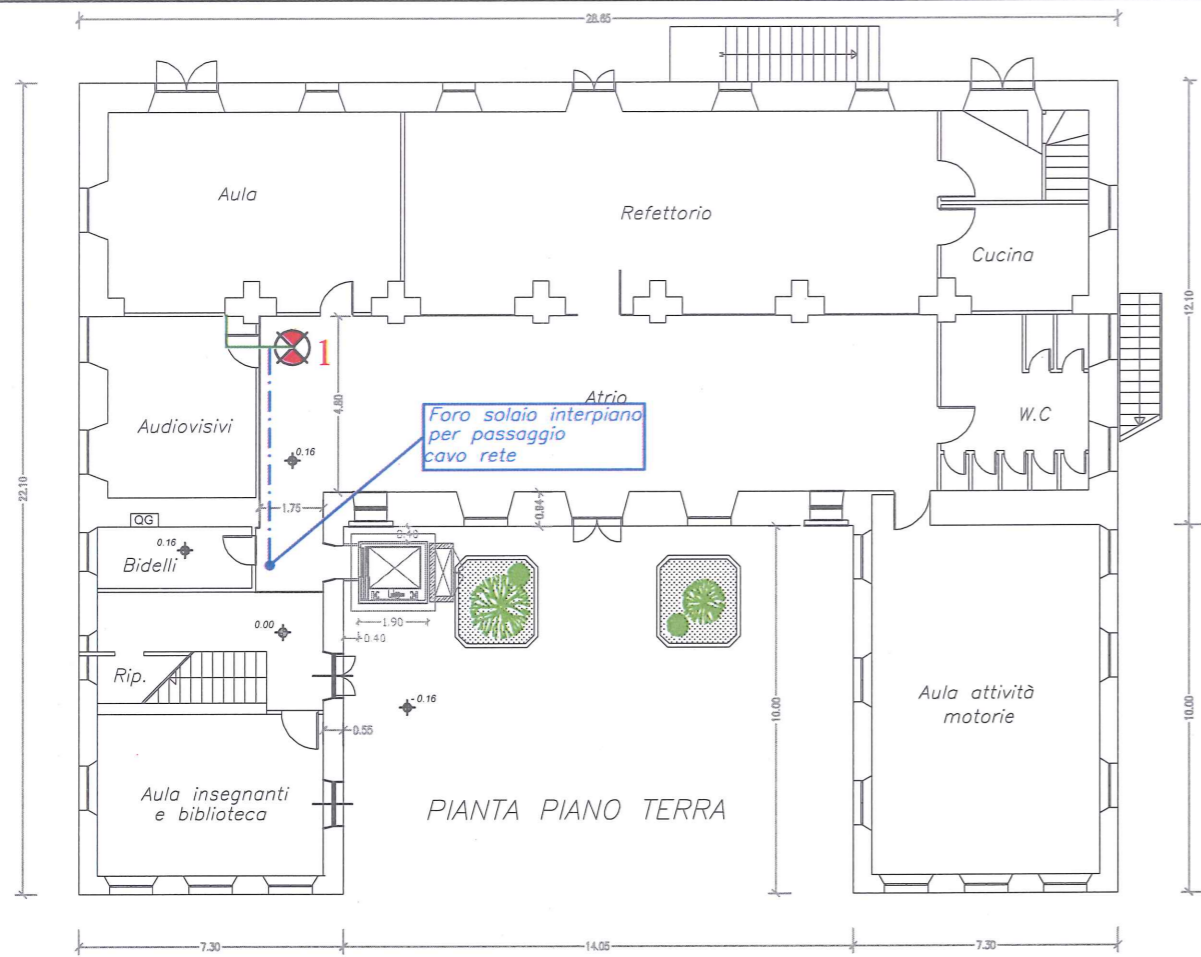 28.65
Aula
Refettorio
Cucina
12.10
1
4.80
Atrio
W.C
Audiovisivi
Foro solaio interpiano
per passaggio
cavo rete
0.16
22.10
1.75
0.84
QG
0.16
Bidelli
0.40
1.90
0.40
0.00
Rip.
-0.16
0.55
10.00
10.00
Aula attività
motorie
Aula insegnanti
e biblioteca
PIANTA PIANO TERRA
7.30
14.05
7.30